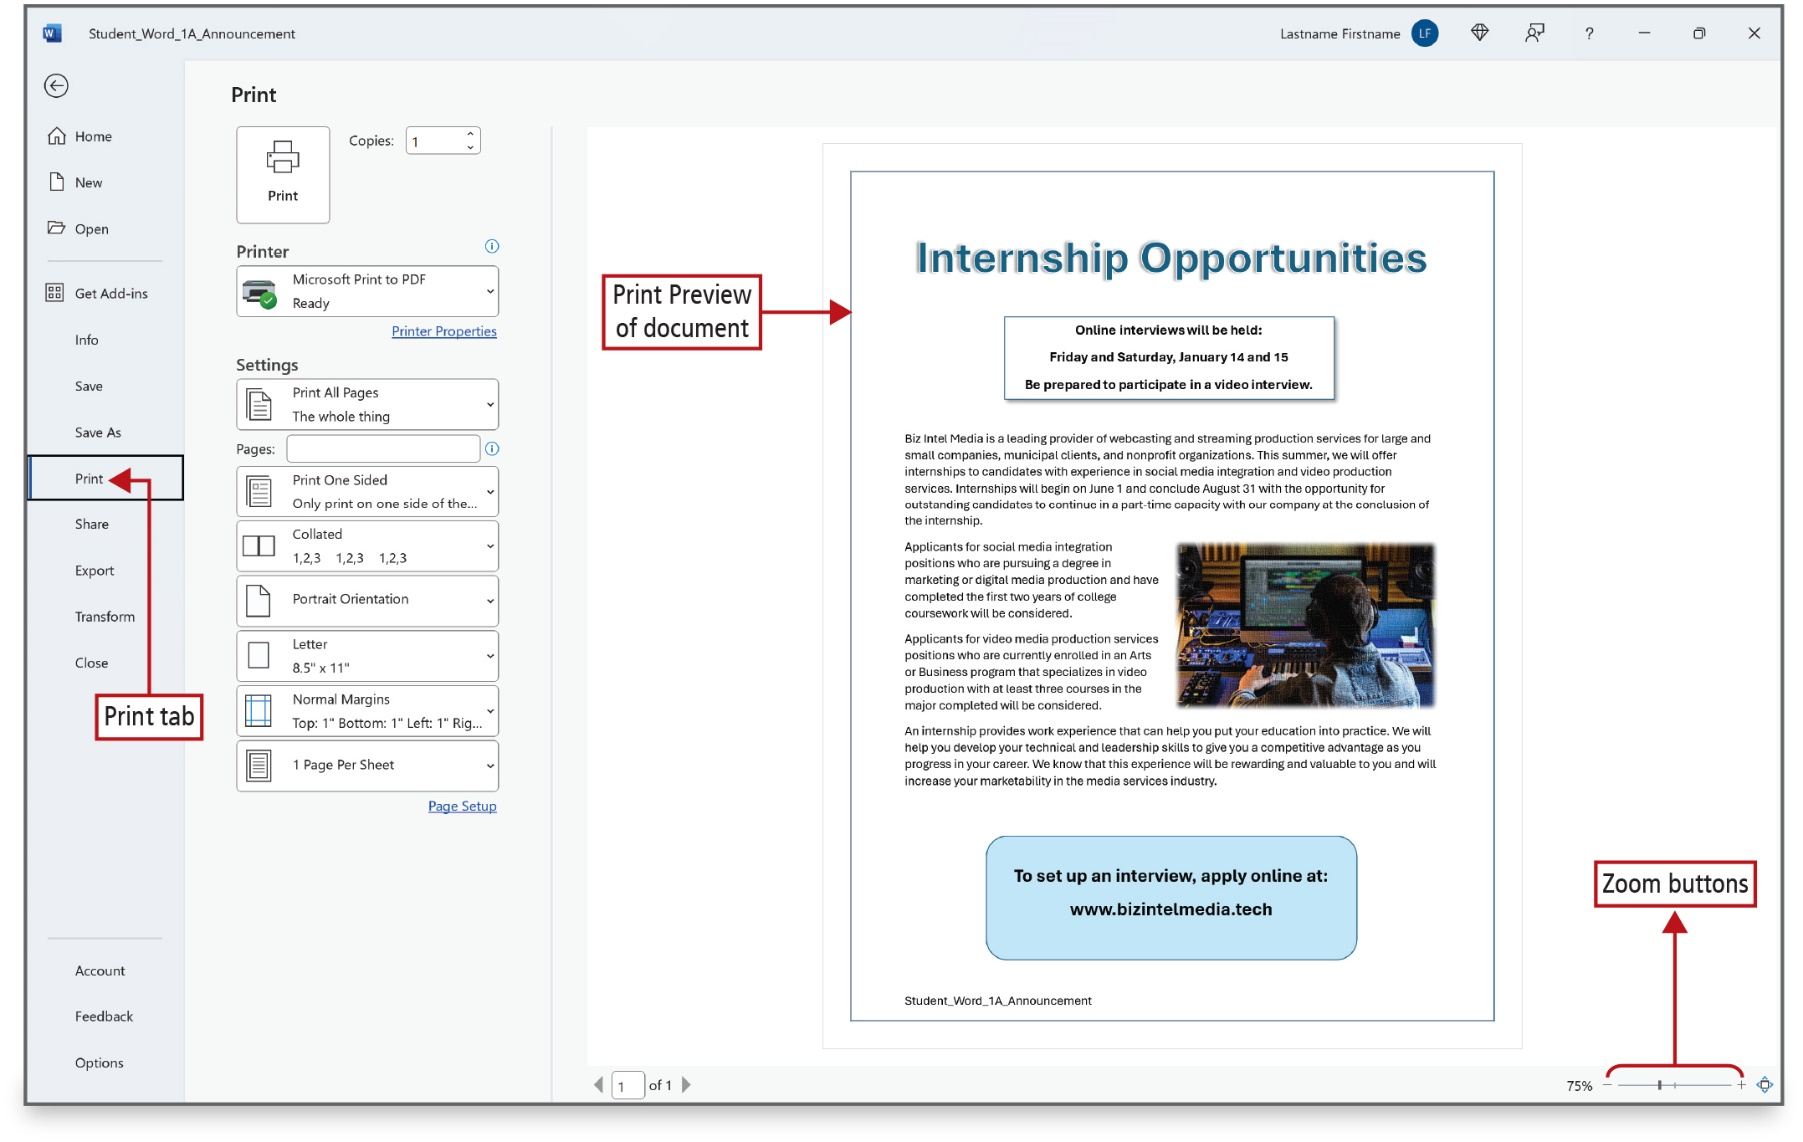 Student_Word_1A_Announcement
Lastname Firstname
LF
?
Home
New
Open
Get Add-ins
Info
Save
Save As
Print
Share
Export
Transform
Close
Print tab
Account
Feedback
Options
Print
Print
Copies:
1
Printer
Microsoft Print to PDF
Ready
Printer Properties
Settings
Print All Pages
The whole thing
Pages:
Print One Sided
Only print on one side of the...
Collated
1,2,3 1,2,3 1,2,3
Portrait Orientation
Letter
8.5" x 11"
Normal Margins
Top: 1" Bottom: 1" Left: 1" Rig...
1 Page Per Sheet
Page Setup
Print Preview
of document
Internship Opportunities
Online interviews will be held:
Friday and Saturday, January 14 and 15
Be prepared to participate in a video interview.
Biz Intel Media is a leading provider of webcasting and streaming production services for large and
small companies, municipal clients, and nonprofit organizations. This summer, we will offer
internships to candidates with experience in social media integration and video production
services. Internships will begin on June 1 and conclude August 31 with the opportunity for
outstanding candidates to continue in a part-time capacity with our company at the conclusion of
the internship.
Applicants for social media integration
positions who are pursuing a degree in
marketing or digital media production and have
completed the first two years of college
coursework will be considered.
Applicants for video media production services
positions who are currently enrolled in an Arts
or Business program that specializes in video
production with at least three courses in the
major completed will be considered.
An internship provides work experience that can help you put your education into practice. We will
help you develop your technical and leadership skills to give you a competitive advantage as you
progress in your career. We know that this experience will be rewarding and valuable to you and will
increase your marketability in the media services industry.
To set up an interview, apply online at:
www.bizintelmedia.tech
Student_Word_1A_Announcement
Zoom buttons
1 of 1
75%